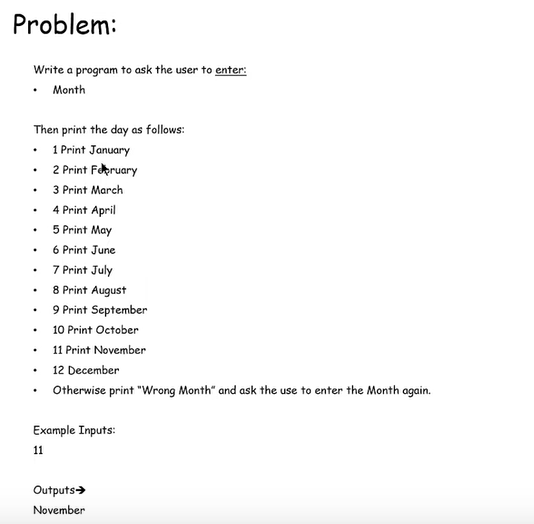 Problem:
Write a program to ask the user to enter:
• Month
Then print the day as follows:
• 1 Print January
• 2 Print February
• 3 Print March
• 4 Print April
• 5 Print May
• 6 Print June
• 7 Print July
• 8 Print August
• 9 Print September
• 10 Print October
• 11 Print November
• 12 December
• Otherwise print “Wrong Month” and ask the use to enter the Month again.
Example Inputs:
11
Outputs➔
November